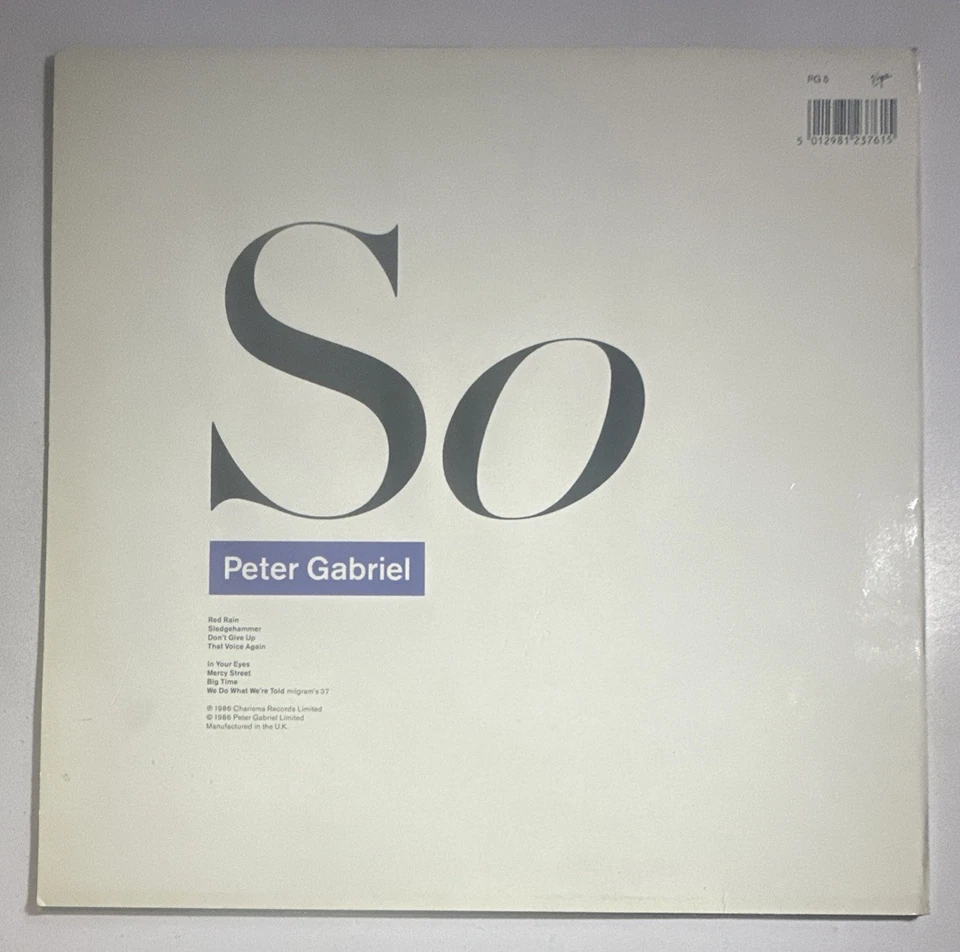 PG 5
Virgin
5 012981 237615
So
Peter Gabriel
Red Rain
Sledgehammer
Don't Give Up
That Voice Again
In Your Eyes
Mercy Street
Big Time
We Do What We're Told milgram's 37
℗ 1986 Charisma Records Limited
© 1986 Peter Gabriel Limited
Manufactured in the U.K.